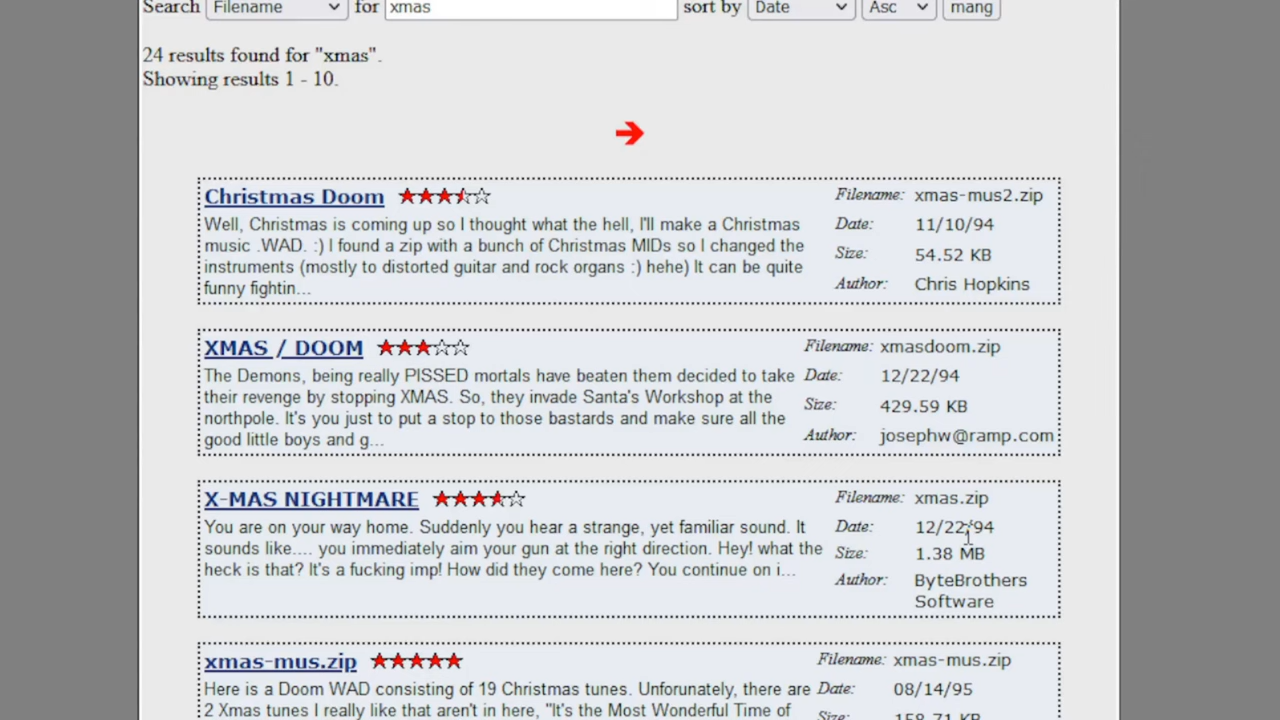 Search Filename for xmas sort by Date Asc mang
24 results found for "xmas".
Showing results 1 - 10.
Christmas Doom
Well, Christmas is coming up so I thought what the hell, I'll make a Christmas
music .WAD. :) I found a zip with a bunch of Christmas MIDs so I changed the
instruments (mostly to distorted guitar and rock organs :) hehe) It can be quite
funny fightin...
Filename: xmas-mus2.zip
Date: 11/10/94
Size: 54.52 KB
Author: Chris Hopkins
XMAS / DOOM
The Demons, being really PISSED mortals have beaten them decided to take
their revenge by stopping XMAS. So, they invade Santa's Workshop at the
northpole. It's you just to put a stop to those bastards and make sure all the
good little boys and g...
Filename: xmasdoom.zip
Date: 12/22/94
Size: 429.59 KB
Author: josephw@ramp.com
X-MAS NIGHTMARE
You are on your way home. Suddenly you hear a strange, yet familiar sound. It
sounds like.... you immediately aim your gun at the right direction. Hey! what the
heck is that? It's a fucking imp! How did they come here? You continue on i...
Filename: xmas.zip
Date: 12/22/94
Size: 1.38 MB
Author: ByteBrothers
Software
xmas-mus.zip
Here is a Doom WAD consisting of 19 Christmas tunes. Unforunately, there are
2 Xmas tunes I really like that aren't in here, "It's the Most Wonderful Time of
Filename: xmas-mus.zip
Date: 08/14/95
Size: 158.71 KB